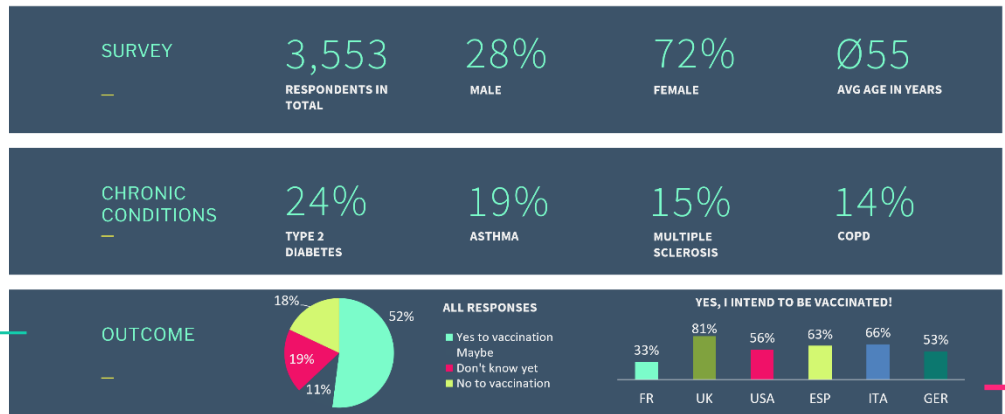 SURVEY
3,553
RESPONDENTS IN
TOTAL
28%
MALE
72%
FEMALE
Ø55
AVG AGE IN YEARS
CHRONIC
CONDITIONS
24%
TYPE 2
DIABETES
19%
ASTHMA
15%
MULTIPLE
SCLEROSIS
14%
COPD
OUTCOME
18%
52%
19%
11%
ALL RESPONSES
Yes to vaccination
Maybe
Don't know yet
No to vaccination
YES, I INTEND TO BE VACCINATED!
33%
81%
56%
63%
66%
53%
FR
UK
USA
ESP
ITA
GER